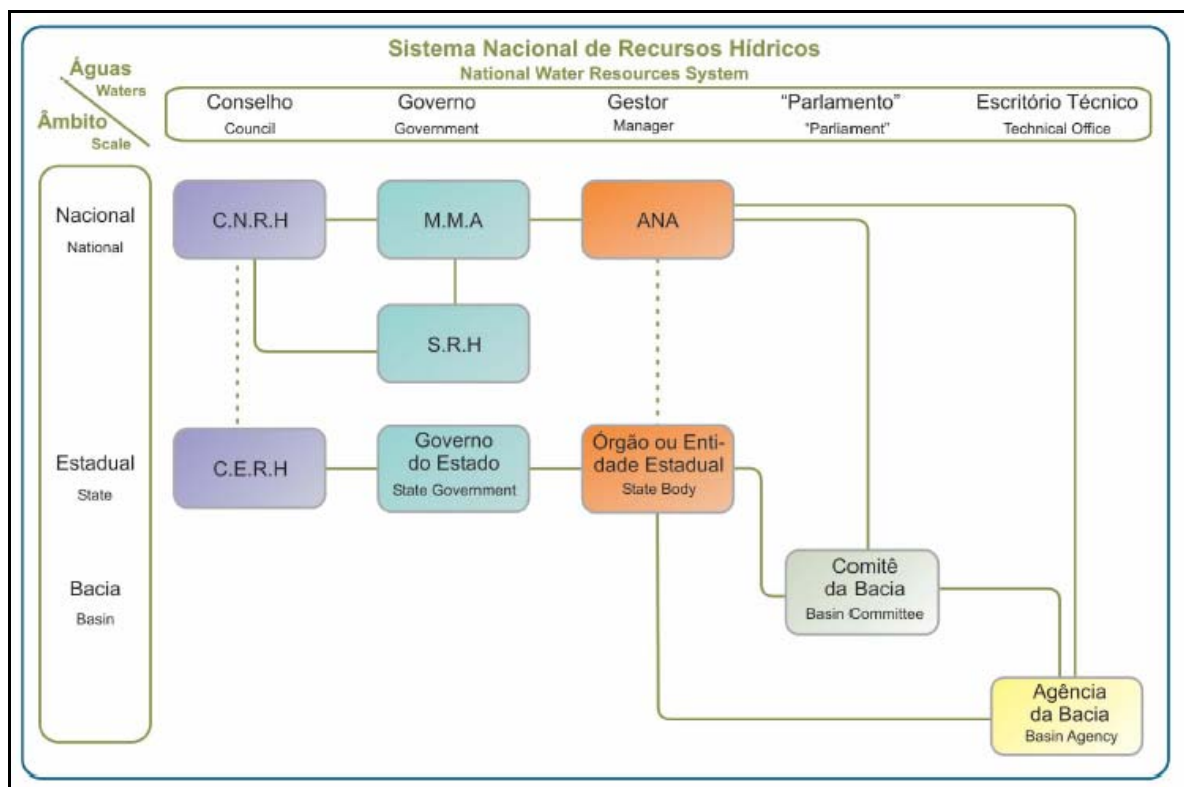 Sistema Nacional de Recursos Hídricos
National Water Resources System
Águas
Waters
Âmbito
Scale
Conselho
Council
Governo
Government
Gestor
Manager
“Parlamento”
“Parliament”
Escritório Técnico
Technical Office
Nacional
National
C.N.R.H
M.M.A
ANA
S.R.H
Estadual
State
C.E.R.H
Governo
do Estado
State Government
Órgão ou Enti-
dade Estadual
State Body
Bacia
Basin
Comitê
da Bacia
Basin Committee
Agência
da Bacia
Basin Agency